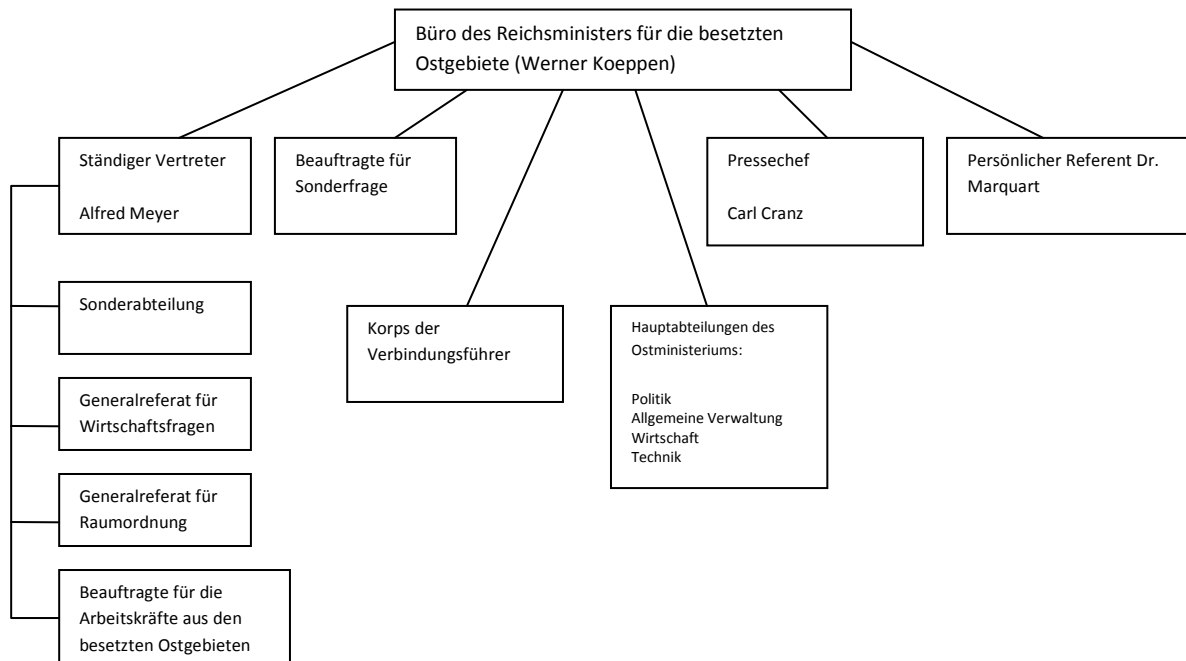 Büro des Reichsministers für die besetzten
Ostgebiete (Werner Koeppen)
Ständiger Vertreter
Alfred Meyer
Beauftragte für
Sonderfrage
Pressechef
Carl Cranz
Persönlicher Referent Dr.
Marquart
Sonderabteilung
Korps der
Verbindungsführer
Hauptabteilungen des
Ostministeriums:
Politik
Allgemeine Verwaltung
Wirtschaft
Technik
Generalreferat für
Wirtschaftsfragen
Generalreferat für
Raumordnung
Beauftragte für die
Arbeitskräfte aus den
besetzten Ostgebieten